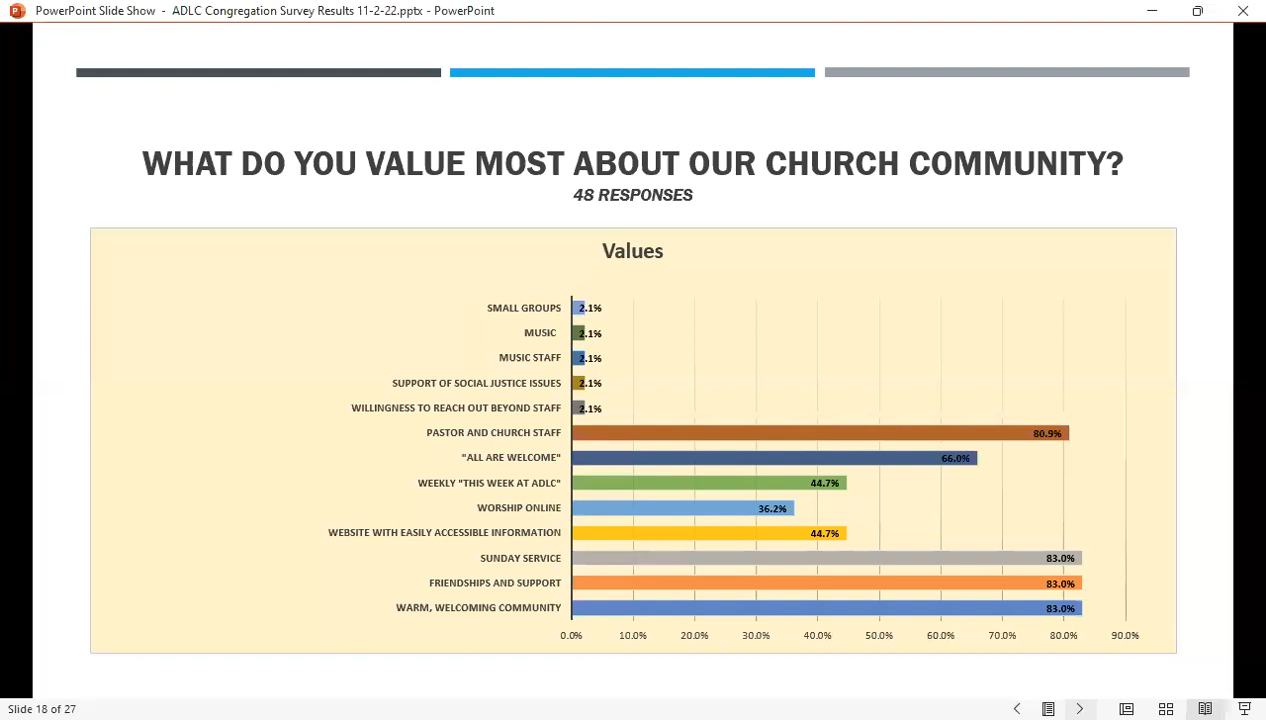 PowerPoint Slide Show - ADLC Congregation Survey Results 11-2-22.pptx - PowerPoint
WHAT DO YOU VALUE MOST ABOUT OUR CHURCH COMMUNITY?
48 RESPONSES
Values
SMALL GROUPS 2.1%
MUSIC 2.1%
MUSIC STAFF 2.1%
SUPPORT OF SOCIAL JUSTICE ISSUES 2.1%
WILLINGNESS TO REACH OUT BEYOND STAFF 2.1%
PASTOR AND CHURCH STAFF 80.9%
"ALL ARE WELCOME" 66.0%
WEEKLY "THIS WEEK AT ADLC" 44.7%
WORSHIP ONLINE 36.2%
WEBSITE WITH EASILY ACCESSIBLE INFORMATION 44.7%
SUNDAY SERVICE 83.0%
FRIENDSHIPS AND SUPPORT 83.0%
WARM, WELCOMING COMMUNITY 83.0%
0.0% 10.0% 20.0% 30.0% 40.0% 50.0% 60.0% 70.0% 80.0% 90.0%
Slide 18 of 27